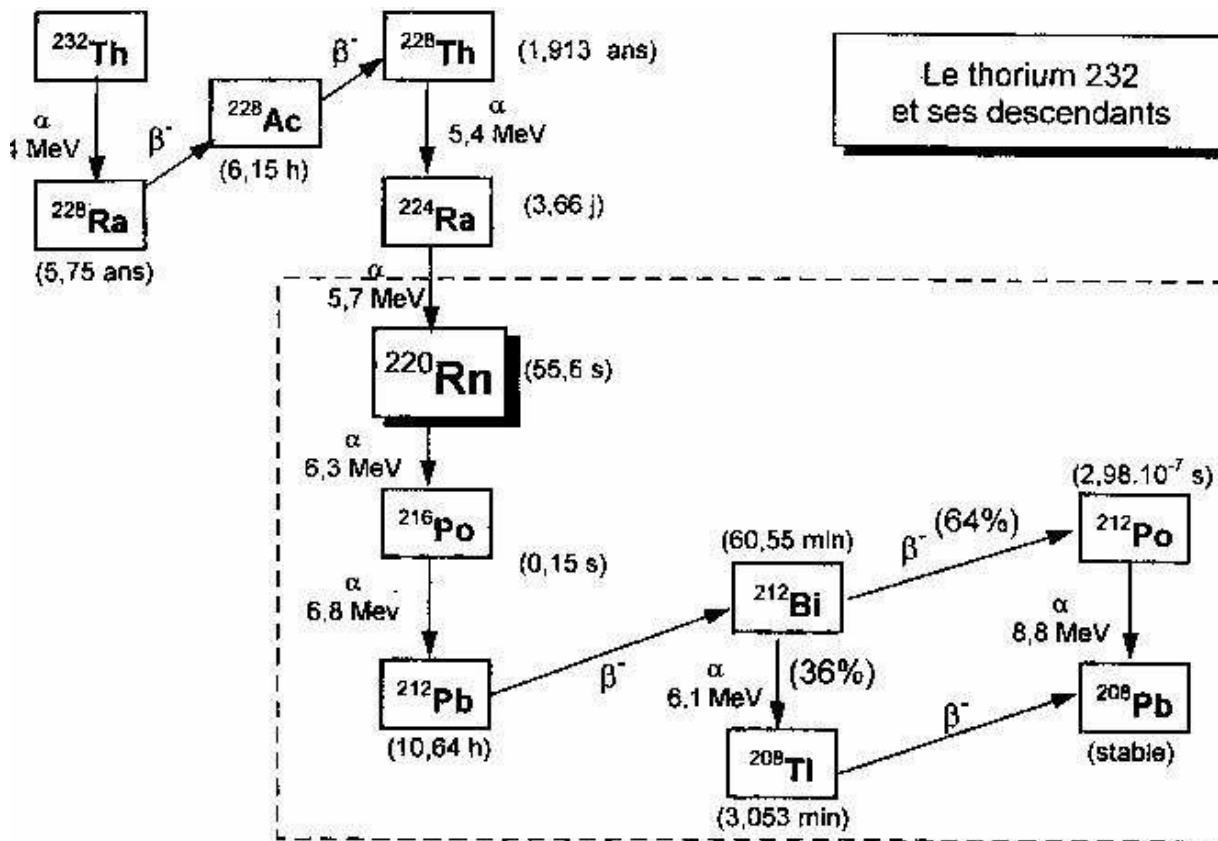 ²³²Th
β⁻
²²⁸Th
(1,913 ans)
Le thorium 232
et ses descendants
α
4 MeV
β⁻
²²⁸Ac
(6,15 h)
α
5,4 MeV
²²⁸Ra
(5,75 ans)
²²⁴Ra
(3,66 j)
α
5,7 MeV
²²⁰Rn
(55,6 s)
α
6,3 MeV
²¹⁶Po
(0,15 s)
α
6,8 Mev
²¹²Pb
(10,64 h)
β⁻
(60,55 min)
²¹²Bi
β⁻
(64%)
(2,98.10⁻⁷ s)
²¹²Po
α
6,1 MeV
(36%)
α
8,8 MeV
²⁰⁸Tl
(3,053 min)
β⁻
²⁰⁸Pb
(stable)